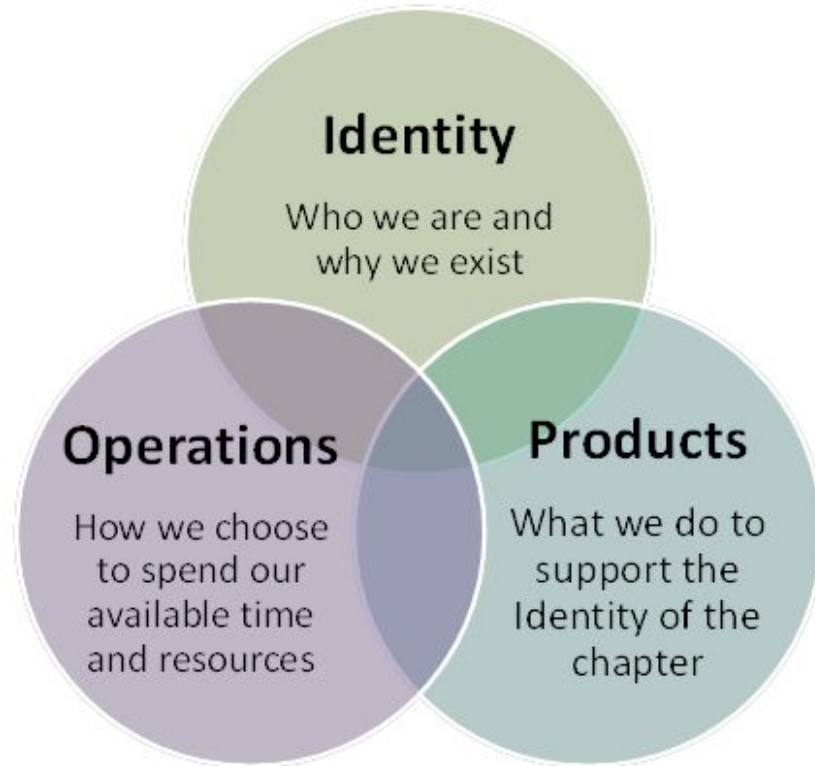 Identity
Who we are and
why we exist
Operations
How we choose
to spend our
available time
and resources
Products
What we do to
support the
Identity of the
chapter